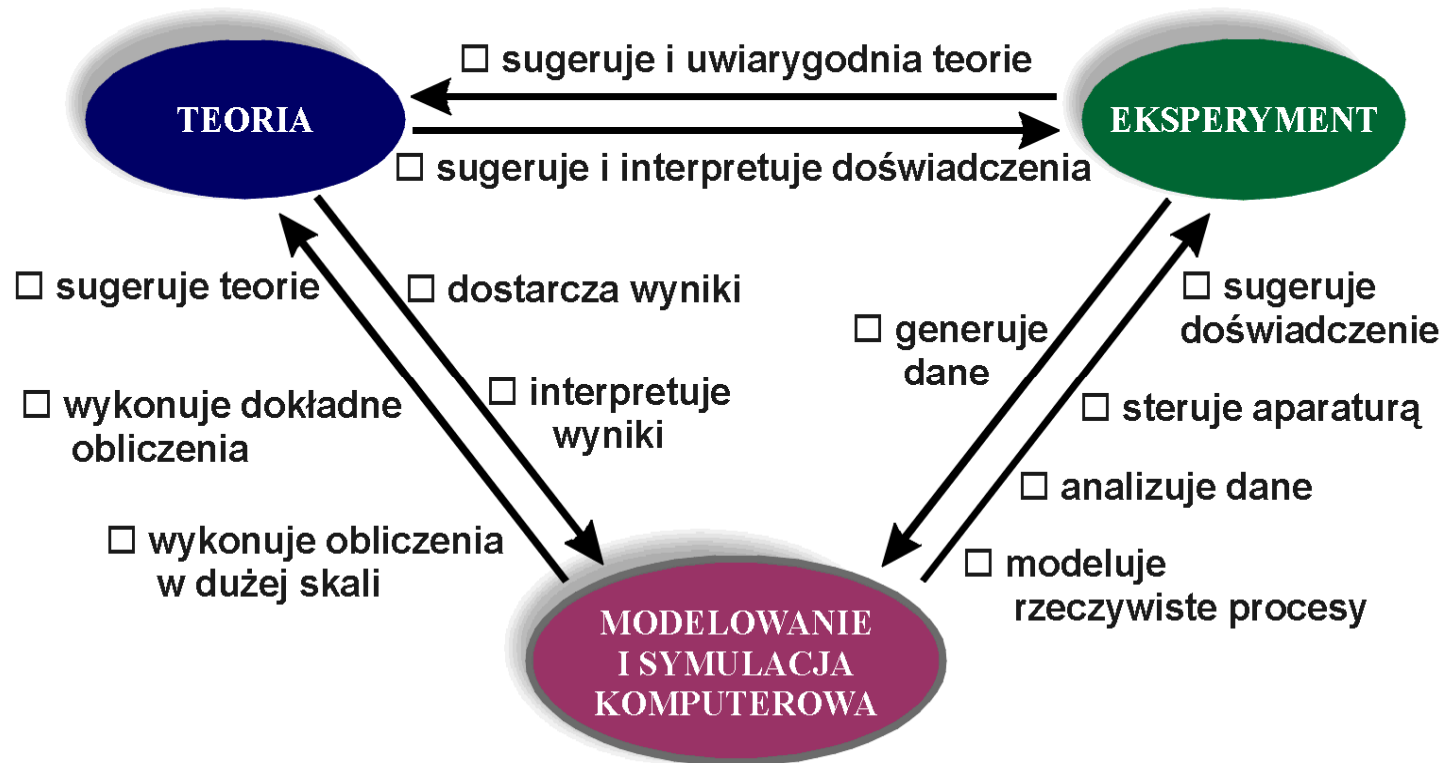 □ sugeruje i uwiarygodnia teorie
TEORIA
EKSPERYMENT
□ sugeruje i interpretuje doświadczenia
□ sugeruje teorie
□ dostarcza wyniki
□ generuje
dane
□ sugeruje
doświadczenie
□ wykonuje dokładne
obliczenia
□ interpretuje
wyniki
□ steruje aparaturą
□ analizuje dane
□ wykonuje obliczenia
w dużej skali
□ modeluje
rzeczywiste procesy
MODELOWANIE
I SYMULACJA
KOMPUTEROWA